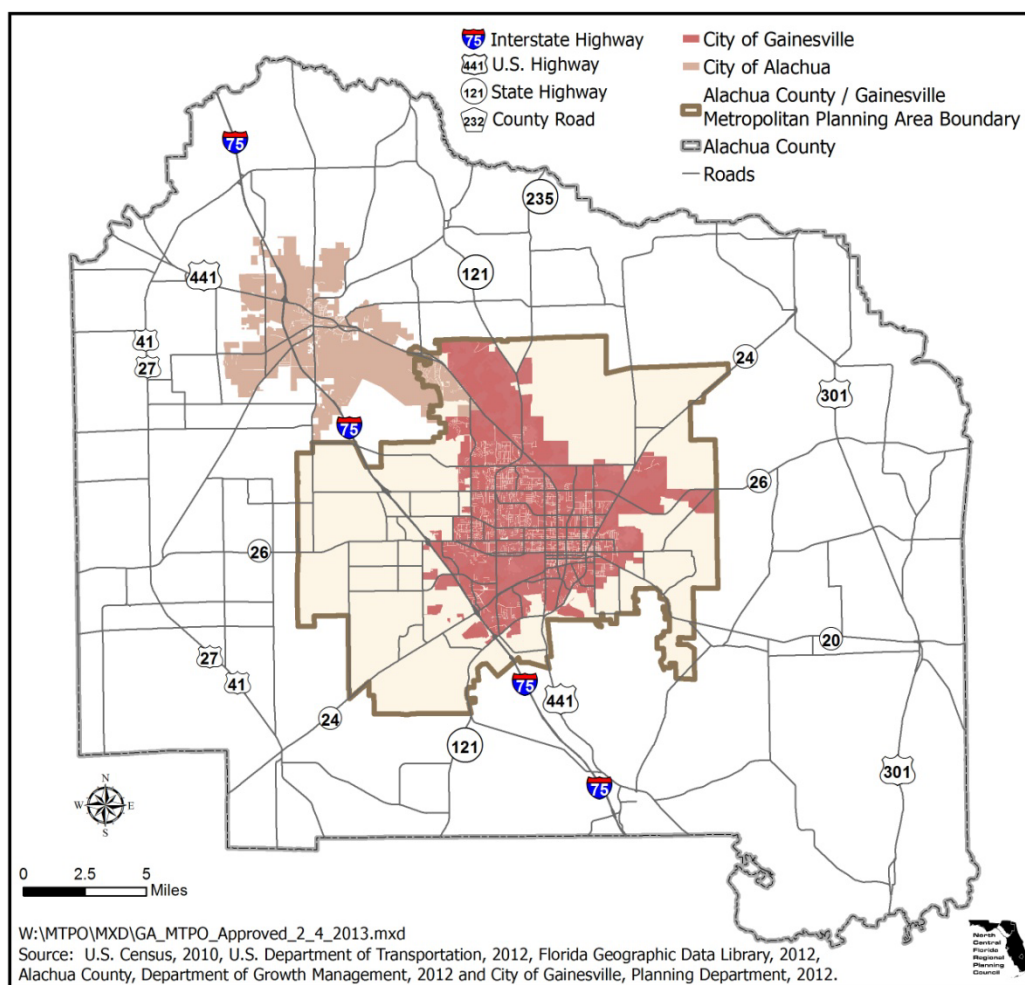 75 Interstate Highway
441 U.S. Highway
121 State Highway
232 County Road
City of Gainesville
City of Alachua
Alachua County / Gainesville
Metropolitan Planning Area Boundary
Alachua County
Roads
75
235
121
441
41
27
24
301
75
26
26
20
27
41
75
441
24
121
75
301
N
W E
S
0 2.5 5
Miles
W:\MTPO\MXD\GA_MTPO_Approved_2_4_2013.mxd
Source: U.S. Census, 2010, U.S. Department of Transportation, 2012, Florida Geographic Data Library, 2012,
Alachua County, Department of Growth Management, 2012 and City of Gainesville, Planning Department, 2012.
North
Central
Florida
Regional
Planning
Council